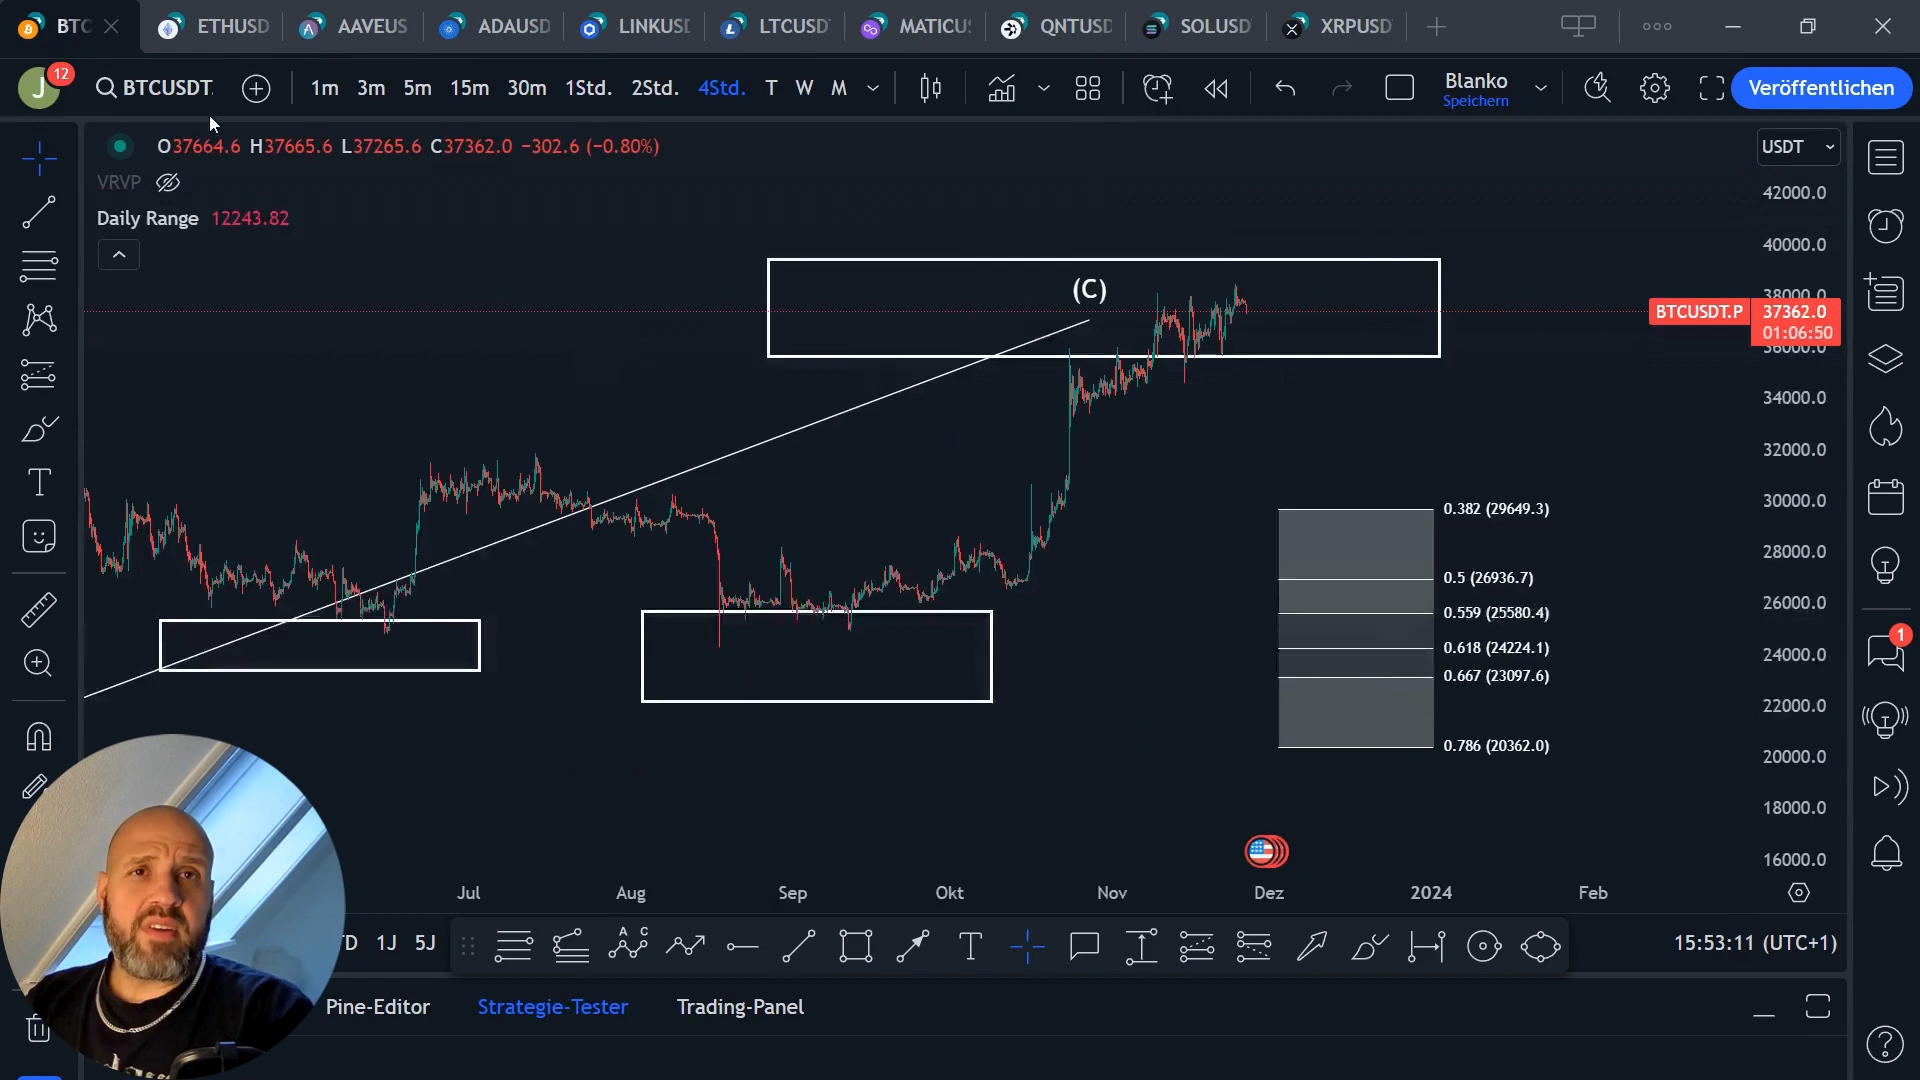 BTC
ETHUSD
AAVEUS
ADAUSD
LINKUSD
LTCUSDT
MATICUS
QNTUSD
SOLUSD
XRPUSD
J
12
BTCUSDT.
1m 3m 5m 15m 30m 1Std. 2Std. 4Std. T W M
Blanko
Speichern
Veröffentlichen
O37664.6 H37665.6 L37265.6 C37362.0 −302.6 (−0.80%)
VRVP
Daily Range 12243.82
USDT
42000.0
40000.0
38000.0
(C)
BTCUSDT.P 37362.0
01:06:50
36000.0
34000.0
32000.0
30000.0
28000.0
26000.0
24000.0
22000.0
20000.0
18000.0
16000.0
0.382 (29649.3)
0.5 (26936.7)
0.559 (25580.4)
0.618 (24224.1)
0.667 (23097.6)
0.786 (20362.0)
1
Jul Aug Sep Okt Nov Dez 2024 Feb
TD 1J 5J
A C
T
15:53:11 (UTC+1)
Pine-Editor Strategie-Tester Trading-Panel